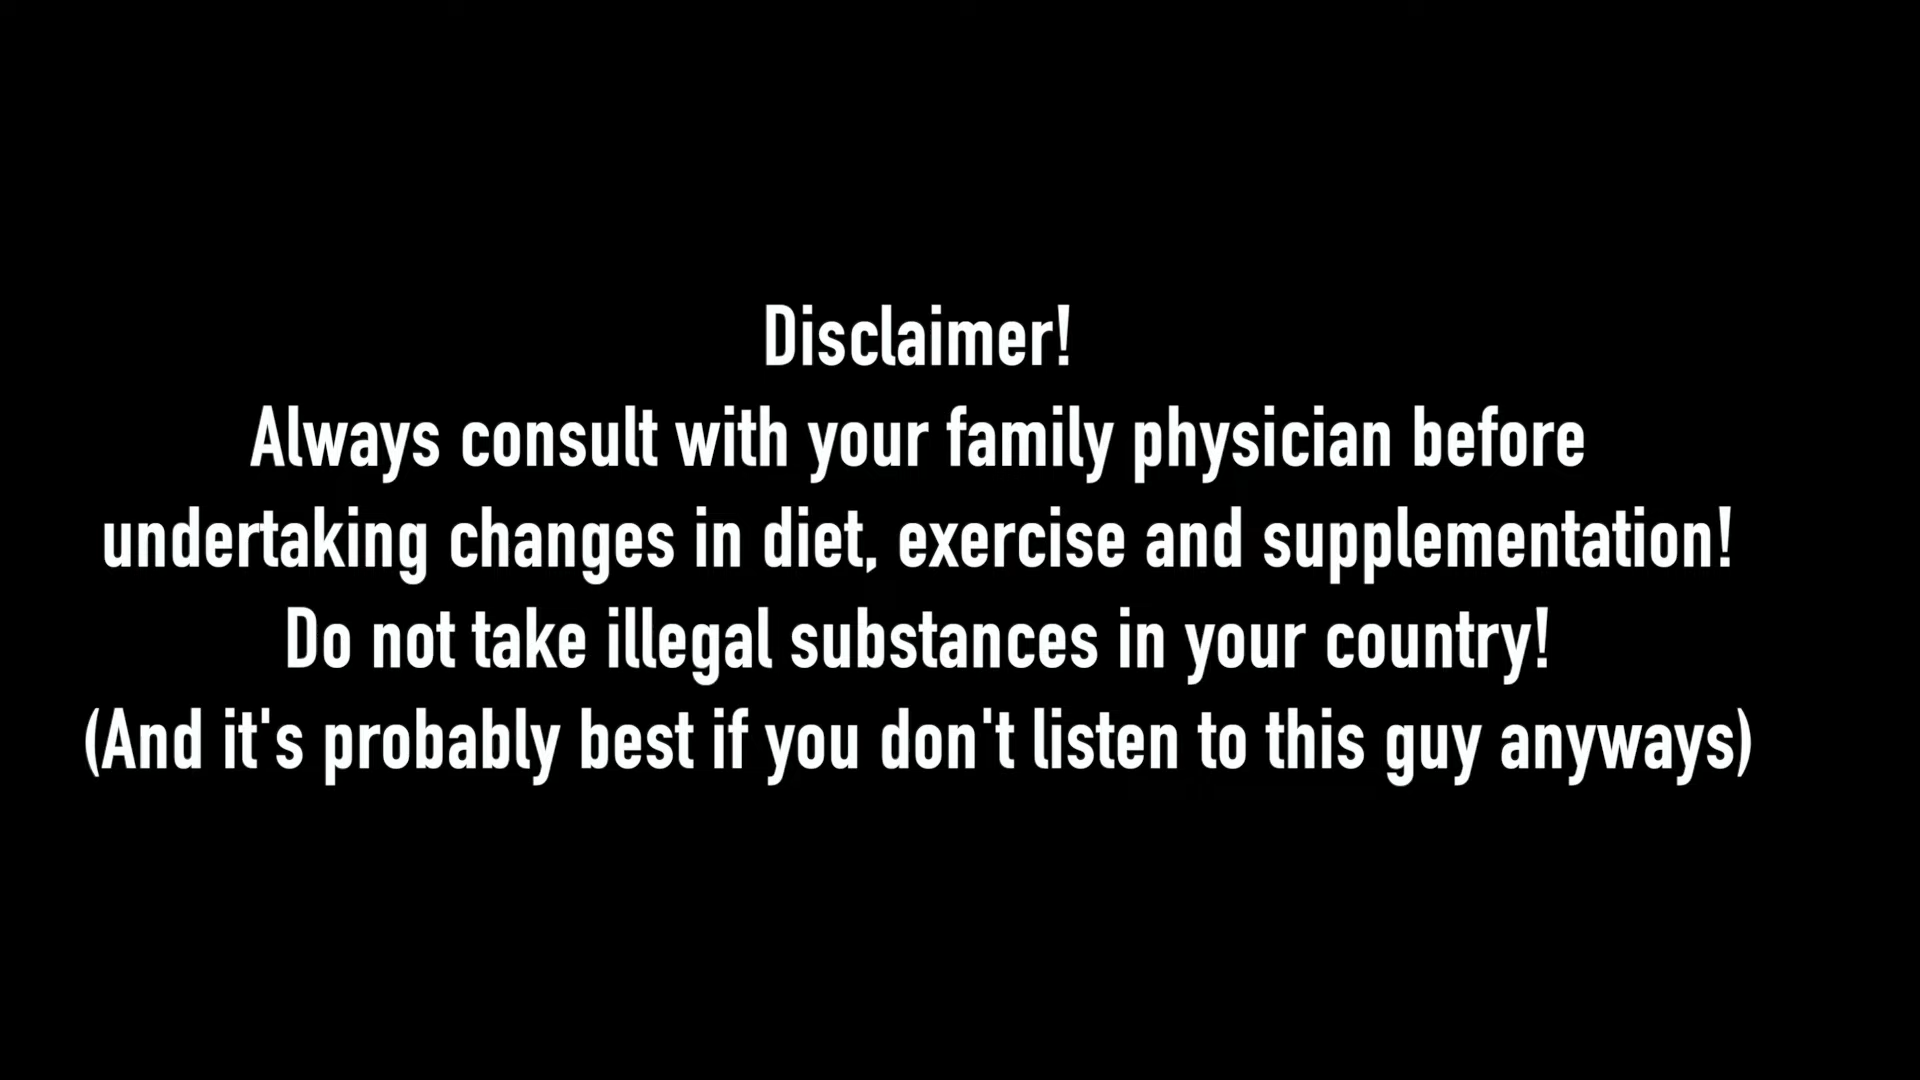 Disclaimer!
Always consult with your family physician before
undertaking changes in diet, exercise and supplementation!
Do not take illegal substances in your country!
(And it's probably best if you don't listen to this guy anyways)